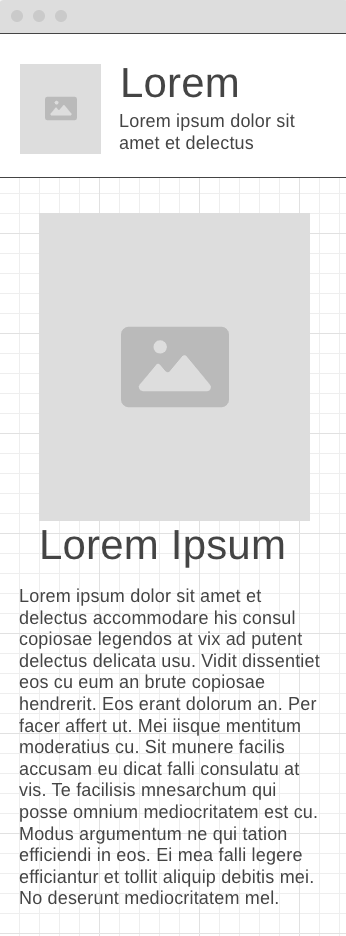 Lorem
Lorem ipsum dolor sit
amet et delectus
Lorem Ipsum
Lorem ipsum dolor sit amet et
delectus accommodare his consul
copiosae legendos at vix ad putent
delectus delicata usu. Vidit dissentiet
eos cu eum an brute copiosae
hendrerit. Eos erant dolorum an. Per
facer affert ut. Mei iisque mentitum
moderatius cu. Sit munere facilis
accusam eu dicat falli consulatu at
vis. Te facilisis mnesarchum qui
posse omnium mediocritatem est cu.
Modus argumentum ne qui tation
efficiendi in eos. Ei mea falli legere
efficiantur et tollit aliquip debitis mei.
No deserunt mediocritatem mel.